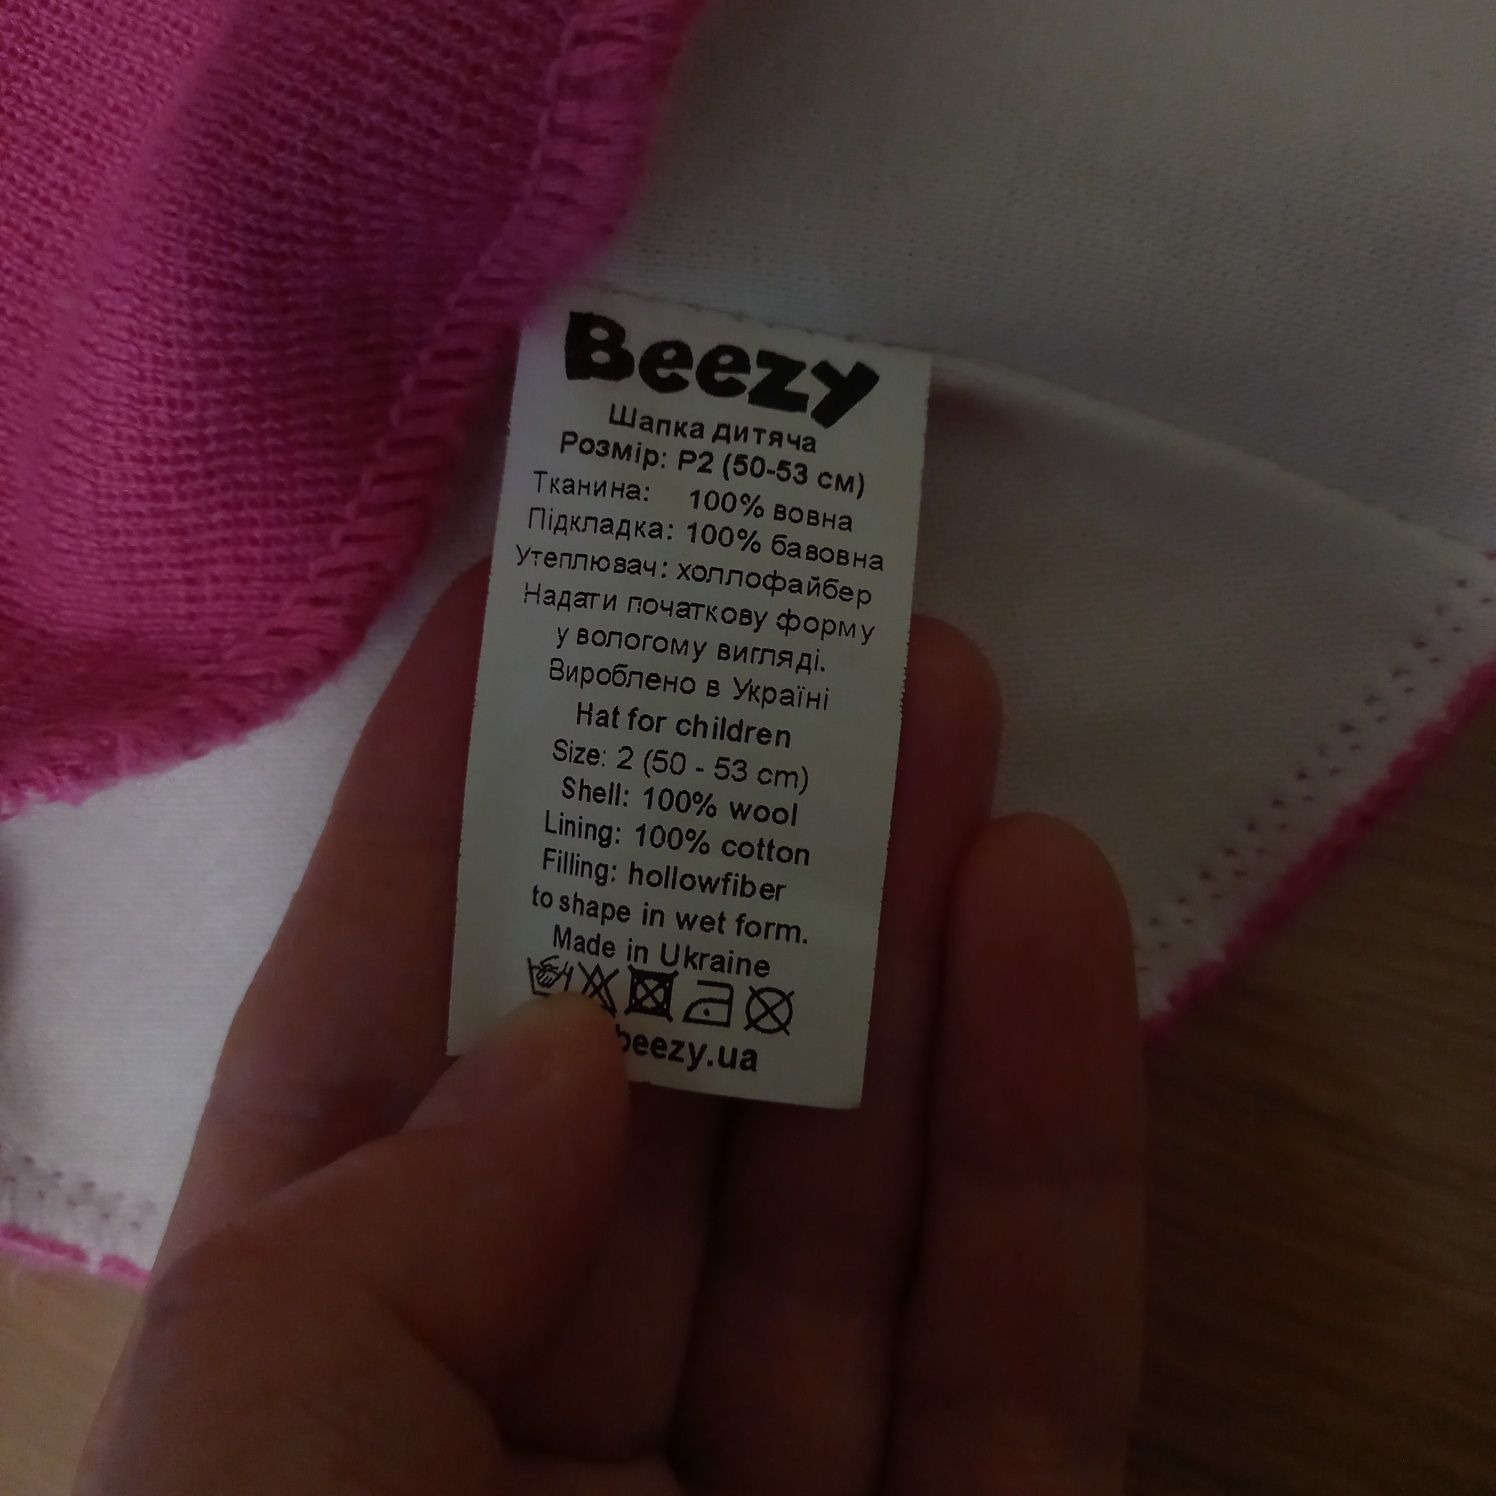 Beezy
Шапка дитяча
Розмір: Р2 (50-53 см)
Тканина: 100% вовна
Підкладка: 100% бавовна
Утеплювач: холлофайбер
Надати початкову форму
у вологому вигляді.
Вироблено в Україні
Hat for children
Size: 2 (50 - 53 cm)
Shell: 100% wool
Lining: 100% cotton
Filling: hollowfiber
to shape in wet form.
Made in Ukraine
beezy.ua